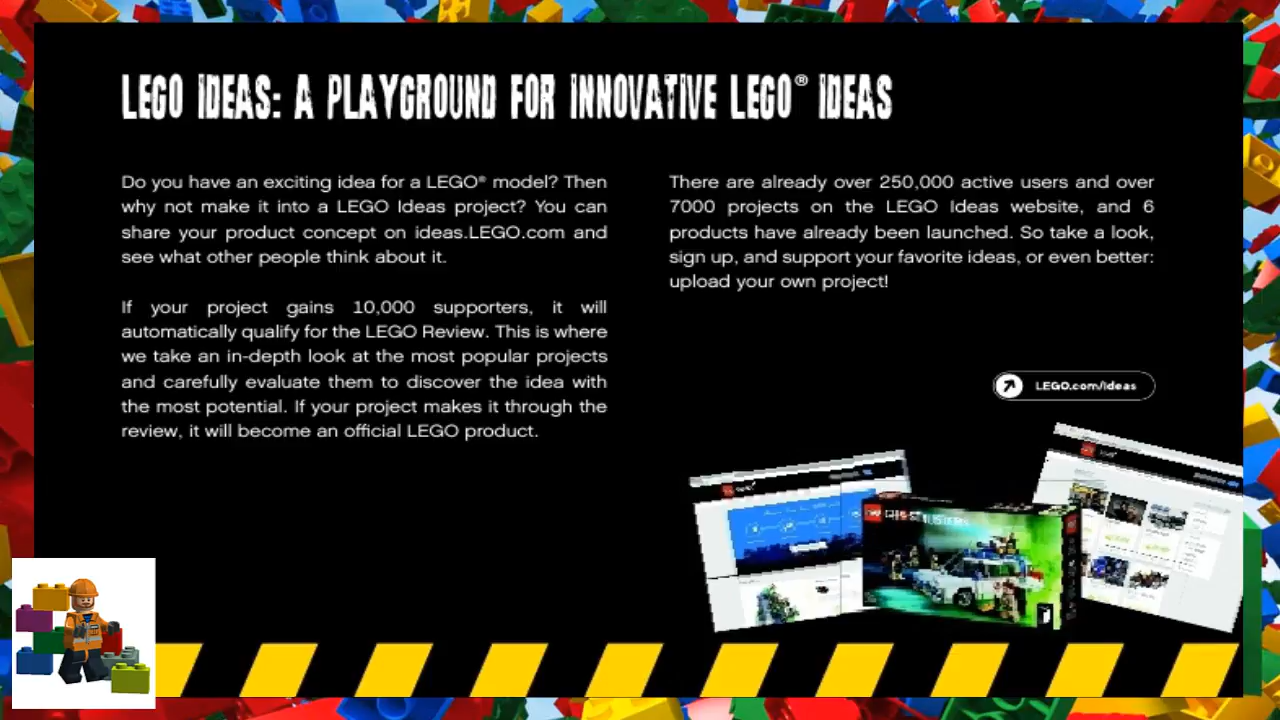 LEGO IDEAS: A PLAYGROUND FOR INNOVATIVE LEGO® IDEAS
Do you have an exciting idea for a LEGO® model? Then
why not make it into a LEGO Ideas project? You can
share your product concept on ideas.LEGO.com and
see what other people think about it.
If your project gains 10,000 supporters, it will
automatically qualify for the LEGO Review. This is where
we take an in-depth look at the most popular projects
and carefully evaluate them to discover the idea with
the most potential. If your project makes it through the
review, it will become an official LEGO product.
There are already over 250,000 active users and over
7000 projects on the LEGO Ideas website, and 6
products have already been launched. So take a look,
sign up, and support your favorite ideas, or even better:
upload your own project!
LEGO.com/ideas
GHOSTBUSTERS